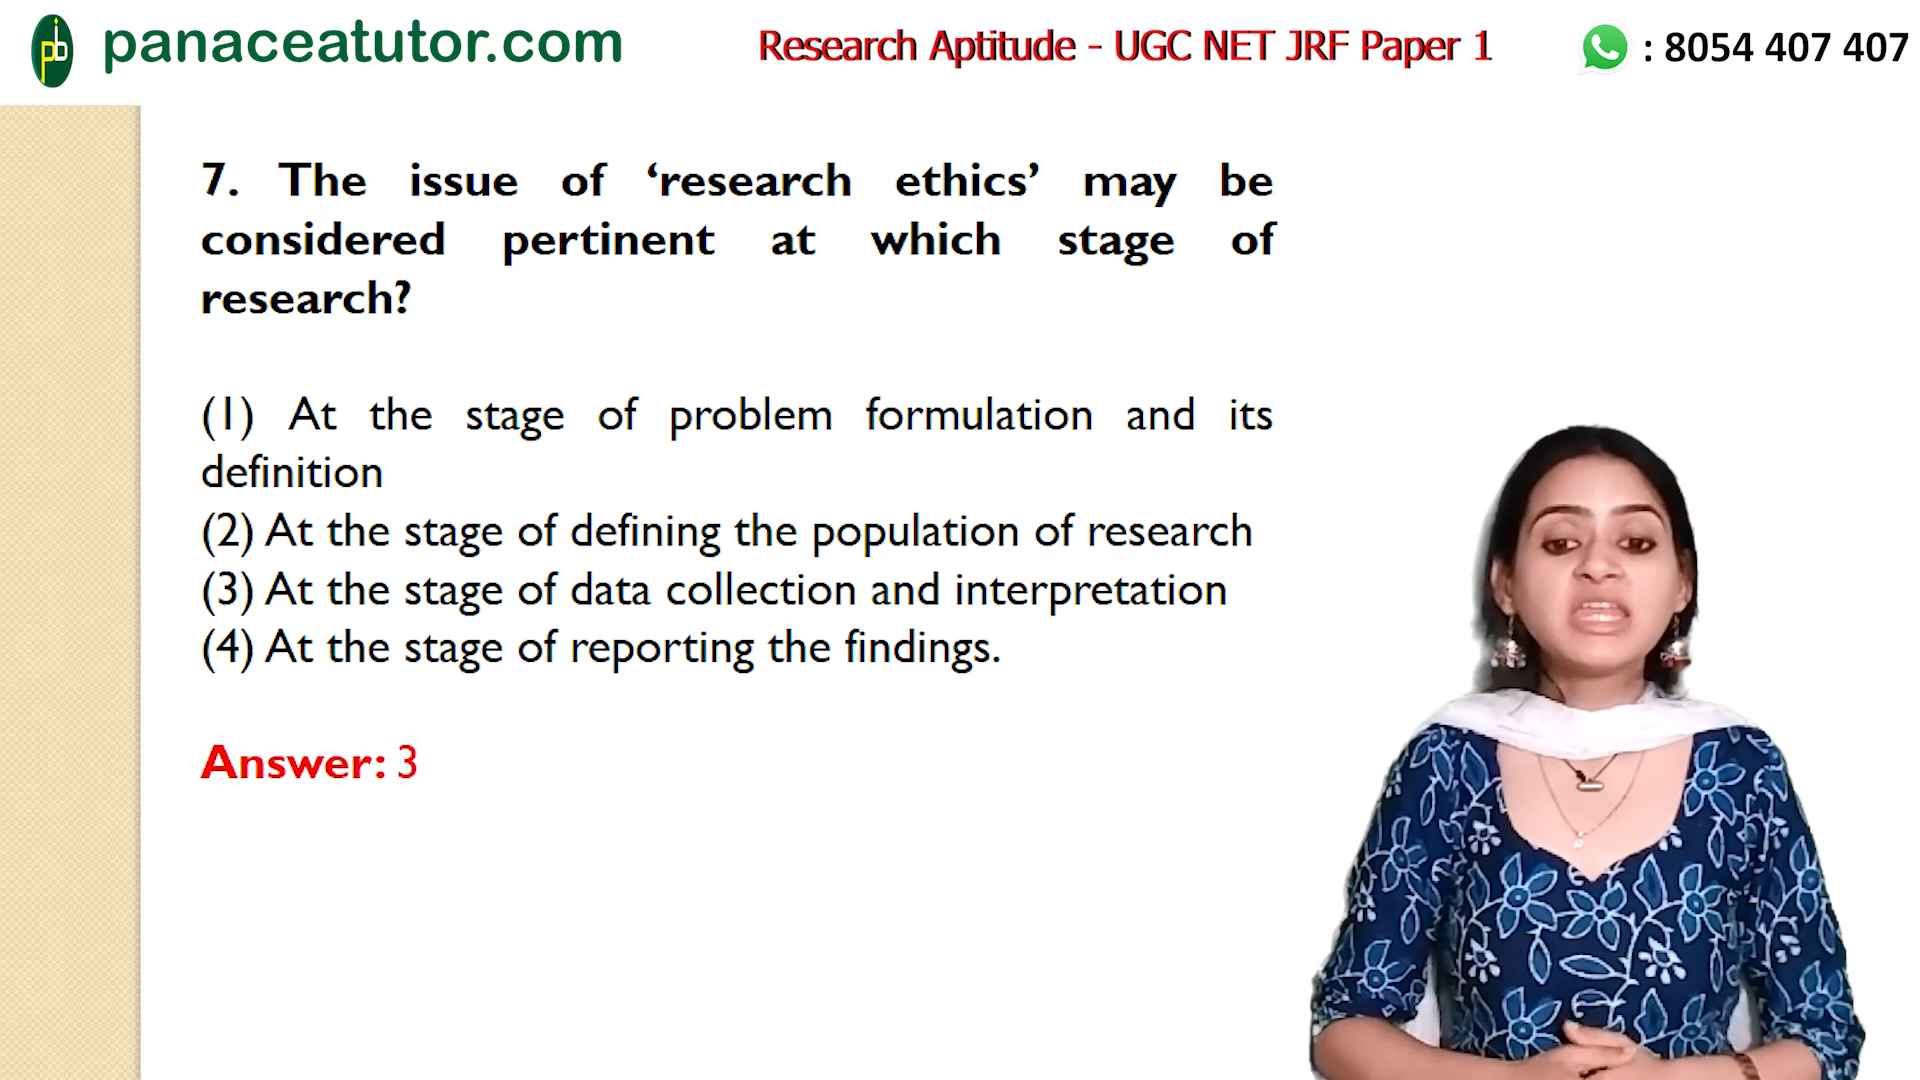 pb panaceatutor.com
Research Aptitude - UGC NET JRF Paper 1
: 8054 407 407
7. The issue of ‘research ethics’ may be
considered pertinent at which stage of
research?
(1) At the stage of problem formulation and its
definition
(2) At the stage of defining the population of research
(3) At the stage of data collection and interpretation
(4) At the stage of reporting the findings.
Answer: 3